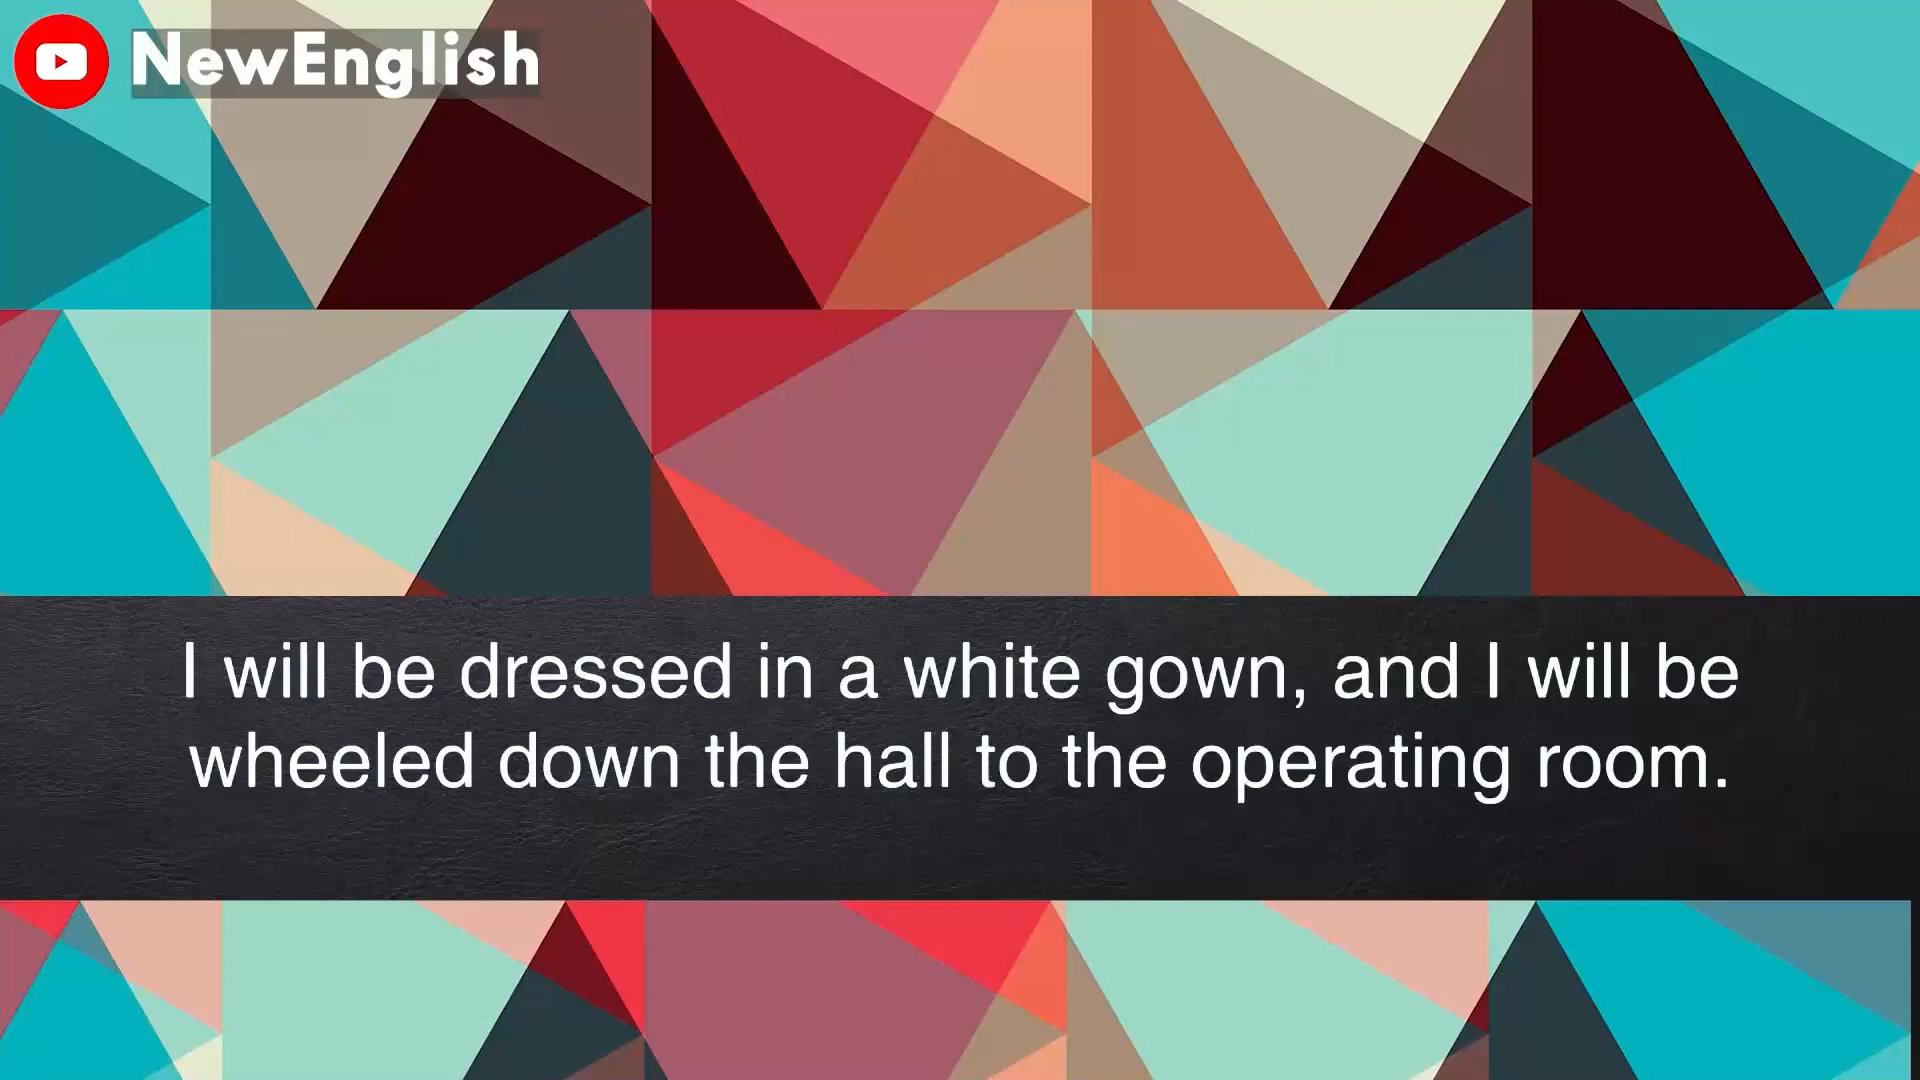 NewEnglish
I will be dressed in a white gown, and I will be
wheeled down the hall to the operating room.